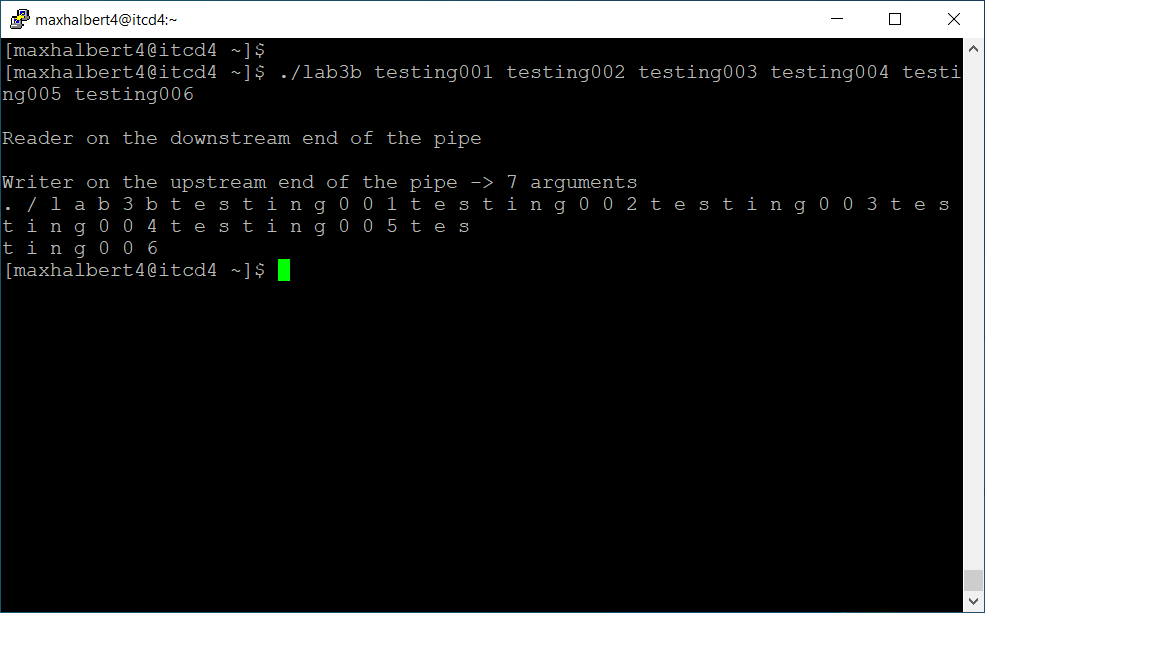 maxhalbert4@itcd4:~
[maxhalbert4@itcd4 ~]$
[maxhalbert4@itcd4 ~]$ ./lab3b testing001 testing002 testing003 testing004 testi
ng005 testing006
Reader on the downstream end of the pipe
Writer on the upstream end of the pipe -> 7 arguments
. / l a b 3 b t e s t i n g 0 0 1 t e s t i n g 0 0 2 t e s t i n g 0 0 3 t e s
t i n g 0 0 4 t e s t i n g 0 0 5 t e s
t i n g 0 0 6
[maxhalbert4@itcd4 ~]$